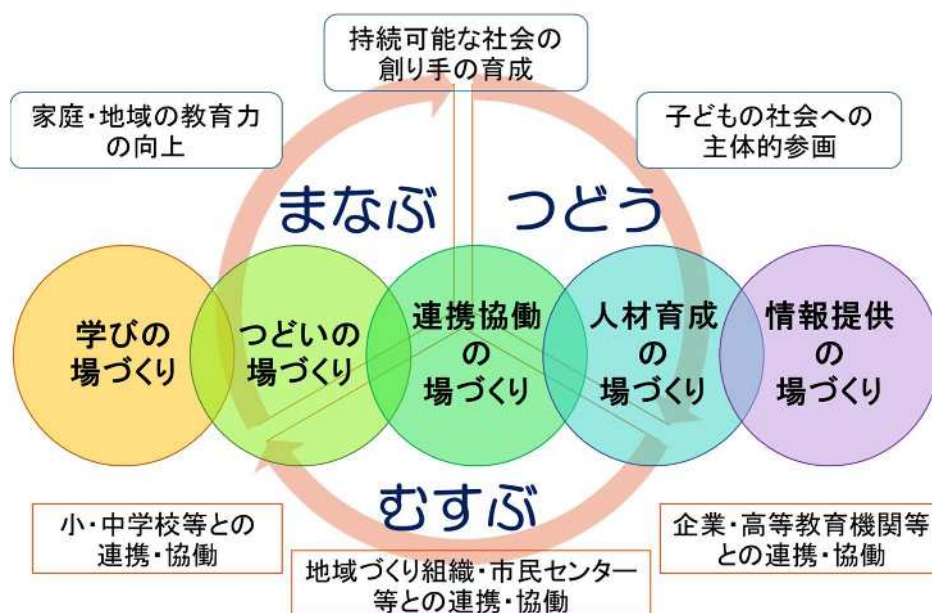 持続可能な社会の
創り手の育成
家庭・地域の教育力
の向上
子どもの社会への
主体的参画
まなぶ
つどう
学びの
場づくり
つどいの
場づくり
連携協働
の
場づくり
人材育成
の
場づくり
情報提供
の
場づくり
むすぶ
小・中学校等との
連携・協働
地域づくり組織・市民センター
等との連携・協働
企業・高等教育機関等
との連携・協働